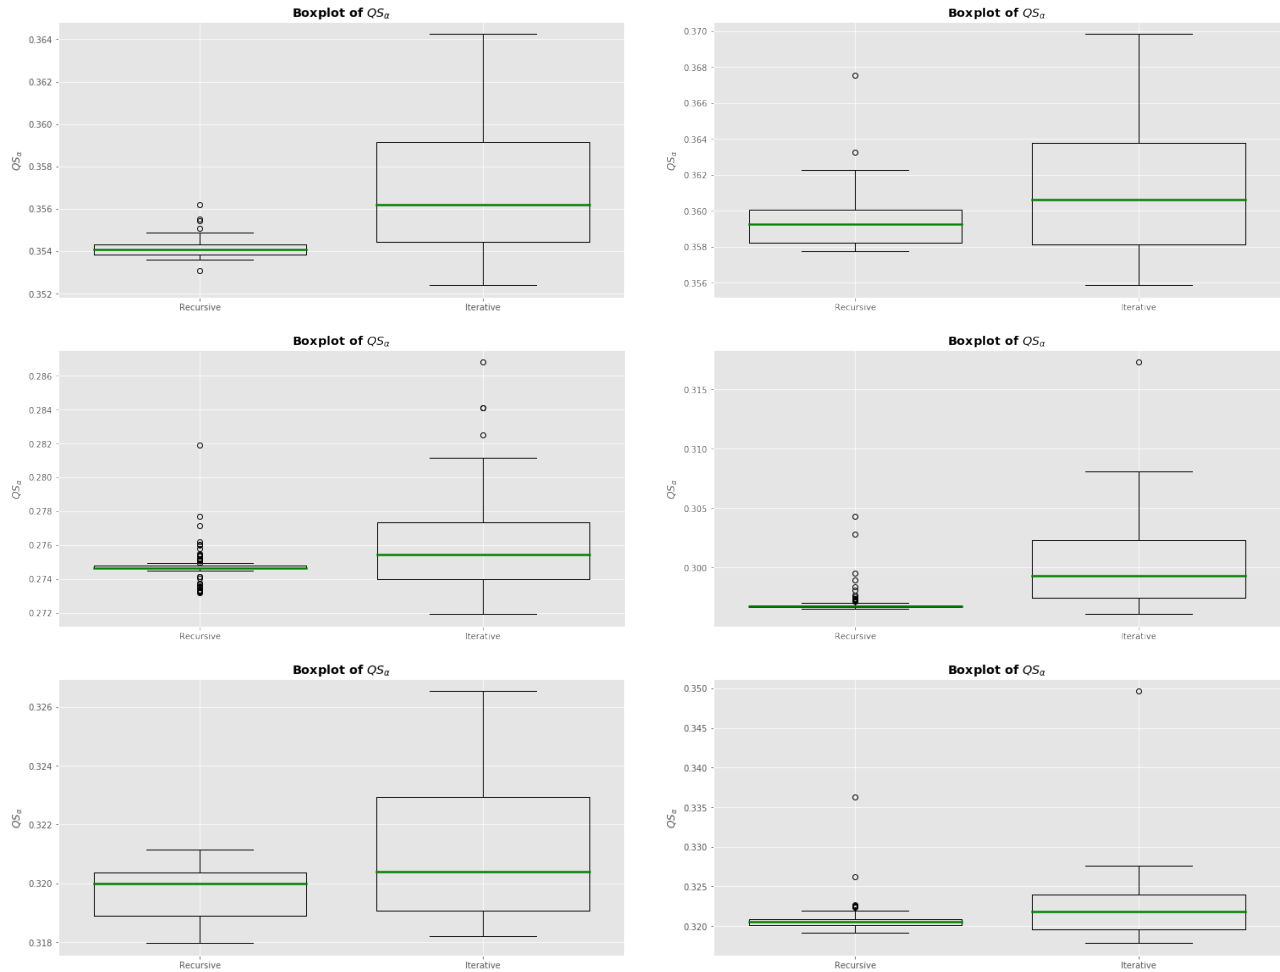 Boxplot of QSα
QSα
0.364
0.362
0.360
0.358
0.356
0.354
0.352
Recursive Iterative
Boxplot of QSα
QSα
0.370
0.368
0.366
0.364
0.362
0.360
0.358
0.356
Recursive Iterative
Boxplot of QSα
QSα
0.286
0.284
0.282
0.280
0.278
0.276
0.274
0.272
Recursive Iterative
Boxplot of QSα
QSα
0.315
0.310
0.305
0.300
Recursive Iterative
Boxplot of QSα
QSα
0.326
0.324
0.322
0.320
0.318
Recursive Iterative
Boxplot of QSα
QSα
0.350
0.345
0.340
0.335
0.330
0.325
0.320
Recursive Iterative